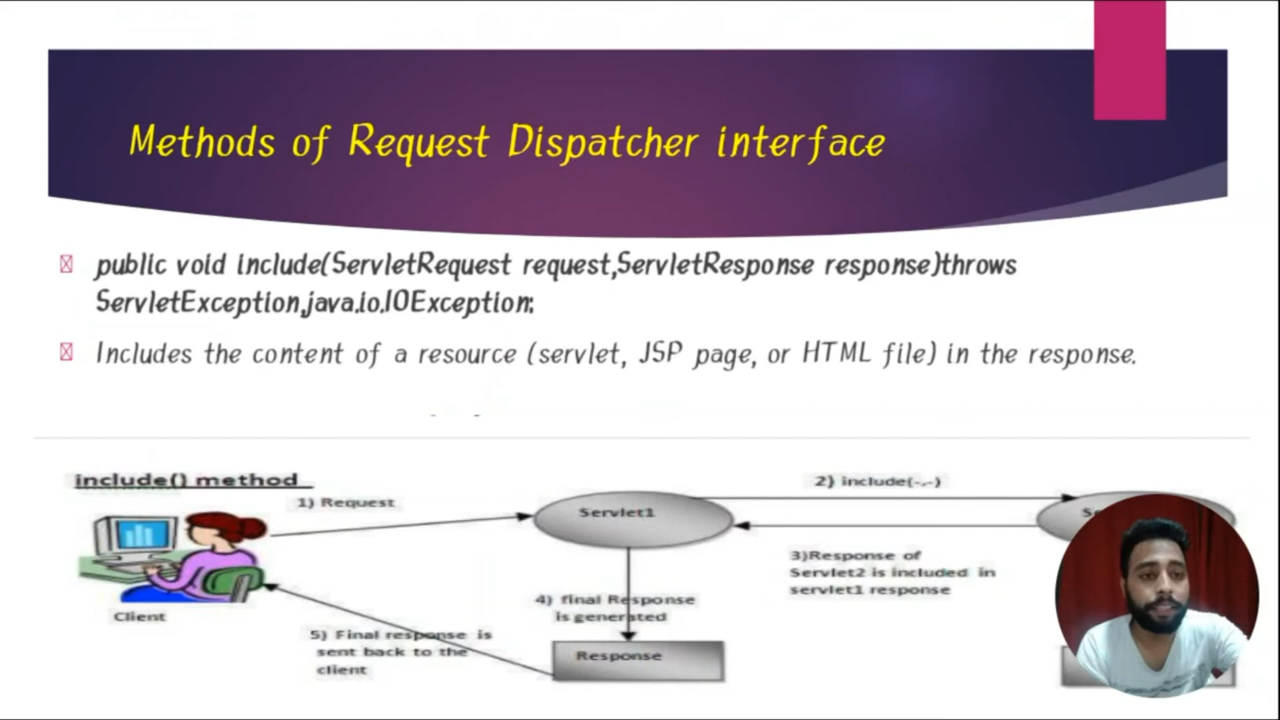 Methods of Request Dispatcher interface
public void include(ServletRequest request,ServletResponse response)throws
ServletException,java.io.IOException;
Includes the content of a resource (servlet, JSP page, or HTML file) in the response.
include() method
1) Request
2) include(-,-)
Servlet1
3)Response of
Servlet2 is included in
servlet1 response
4) final Response
is generated
Client
5) Final response is
sent back to the
client
Response